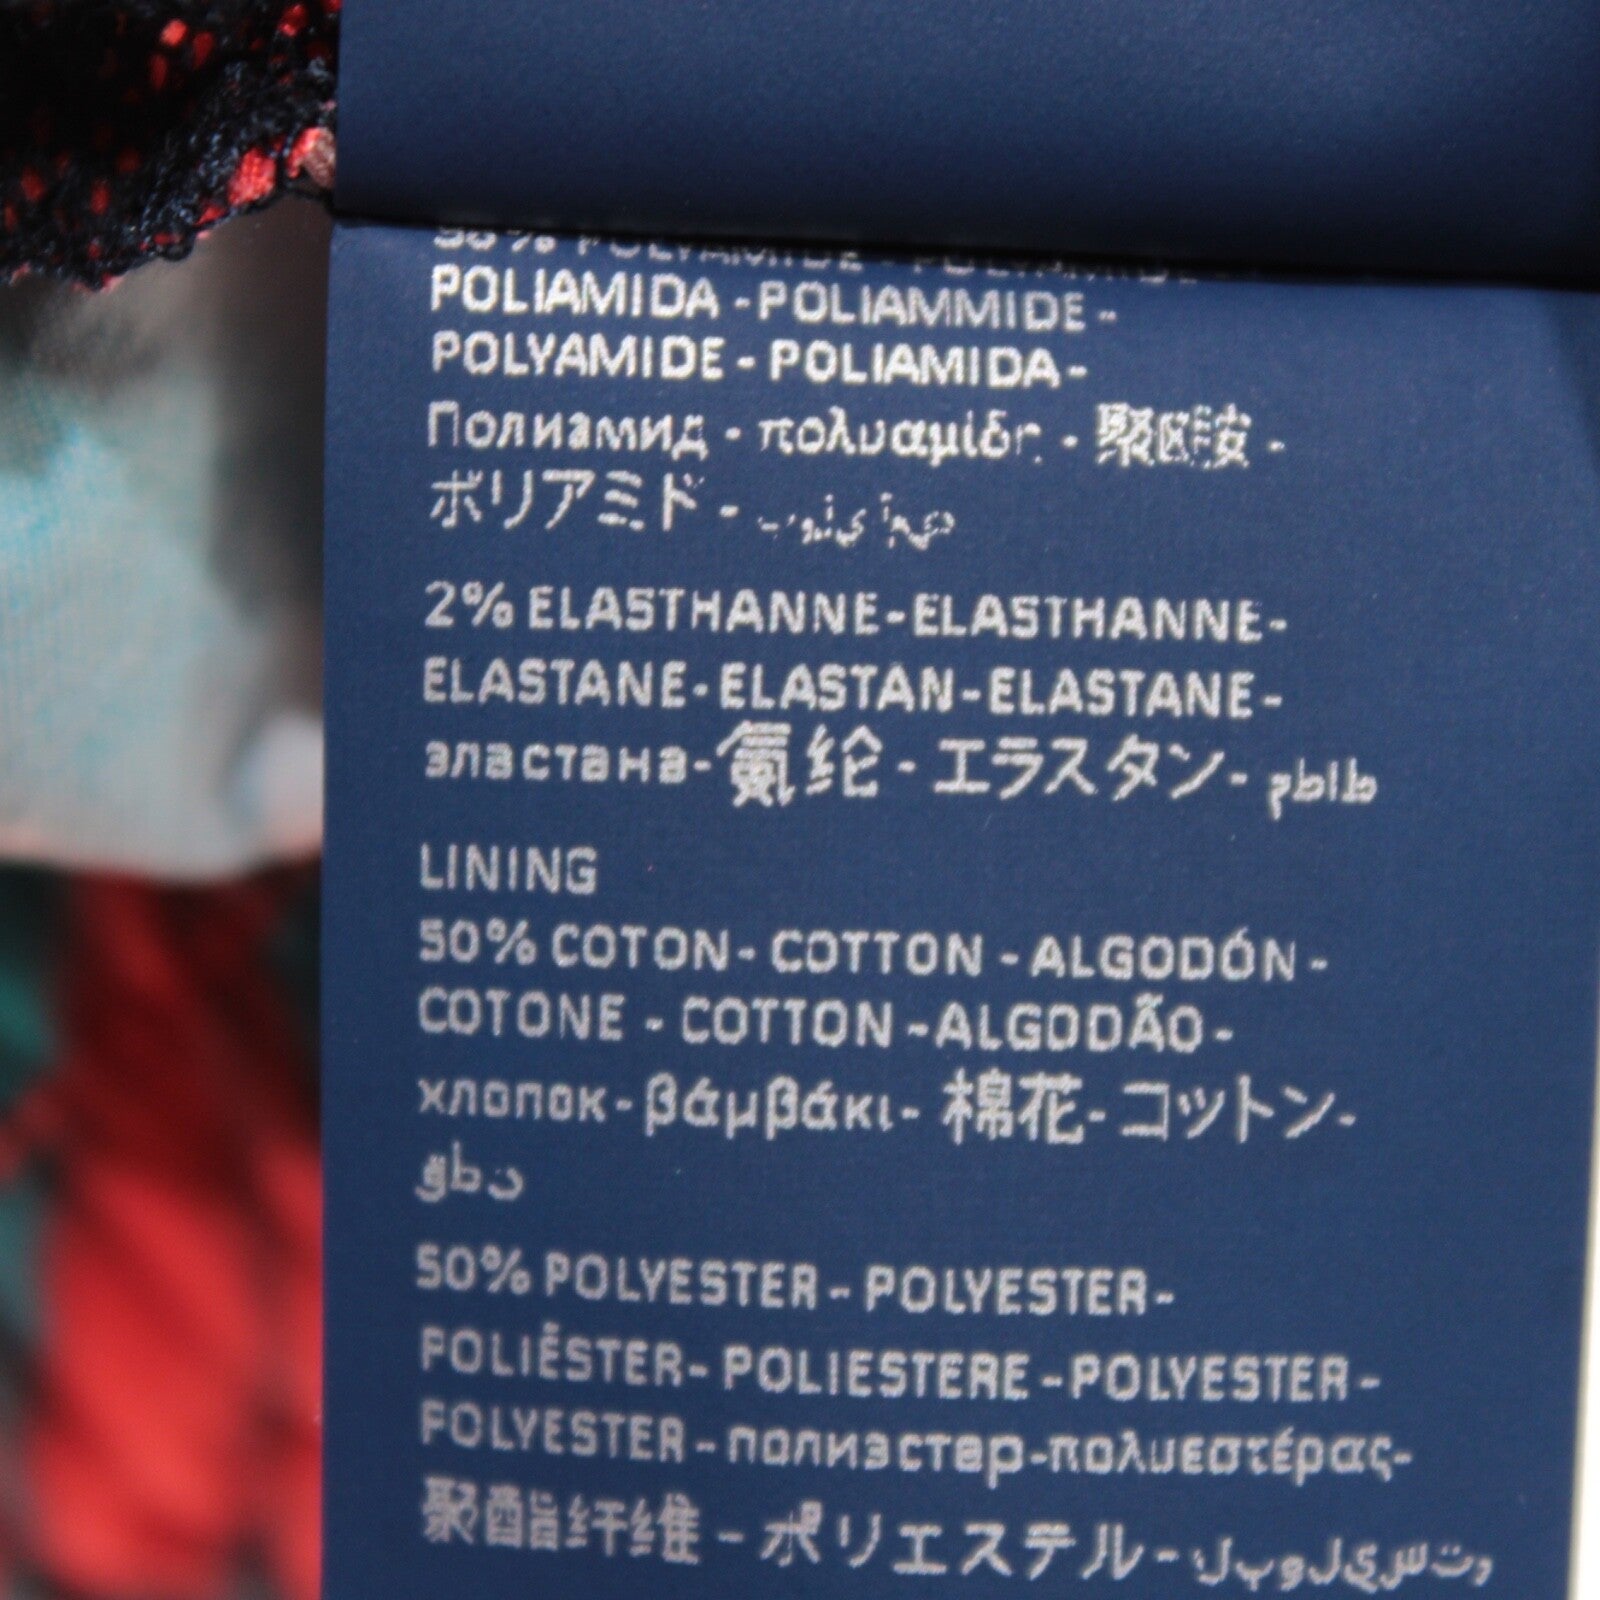 POLIAMIDA - POLIAMMIDE -
POLYAMIDE - POLIAMIDA -
Полиамид - πολυαμίδη - 聚酰胺 -
ポリアミド -
2% ELASTHANNE - ELASTHANNE -
ELASTANE - ELASTAN - ELASTANE -
эластана - 氨纶 - エラスタン -
LINING
50% COTON - COTTON - ALGODÓN -
COTONE - COTTON - ALGODÃO -
хлопок - βάμβάκι - 棉花 - コットン -
50% POLYESTER - POLYESTER -
POLIÉSTER - POLIESTERE - POLYESTER -
POLYESTER - полиэстер - πολυεστέρας -
聚酯纤维 - ポリエステル -